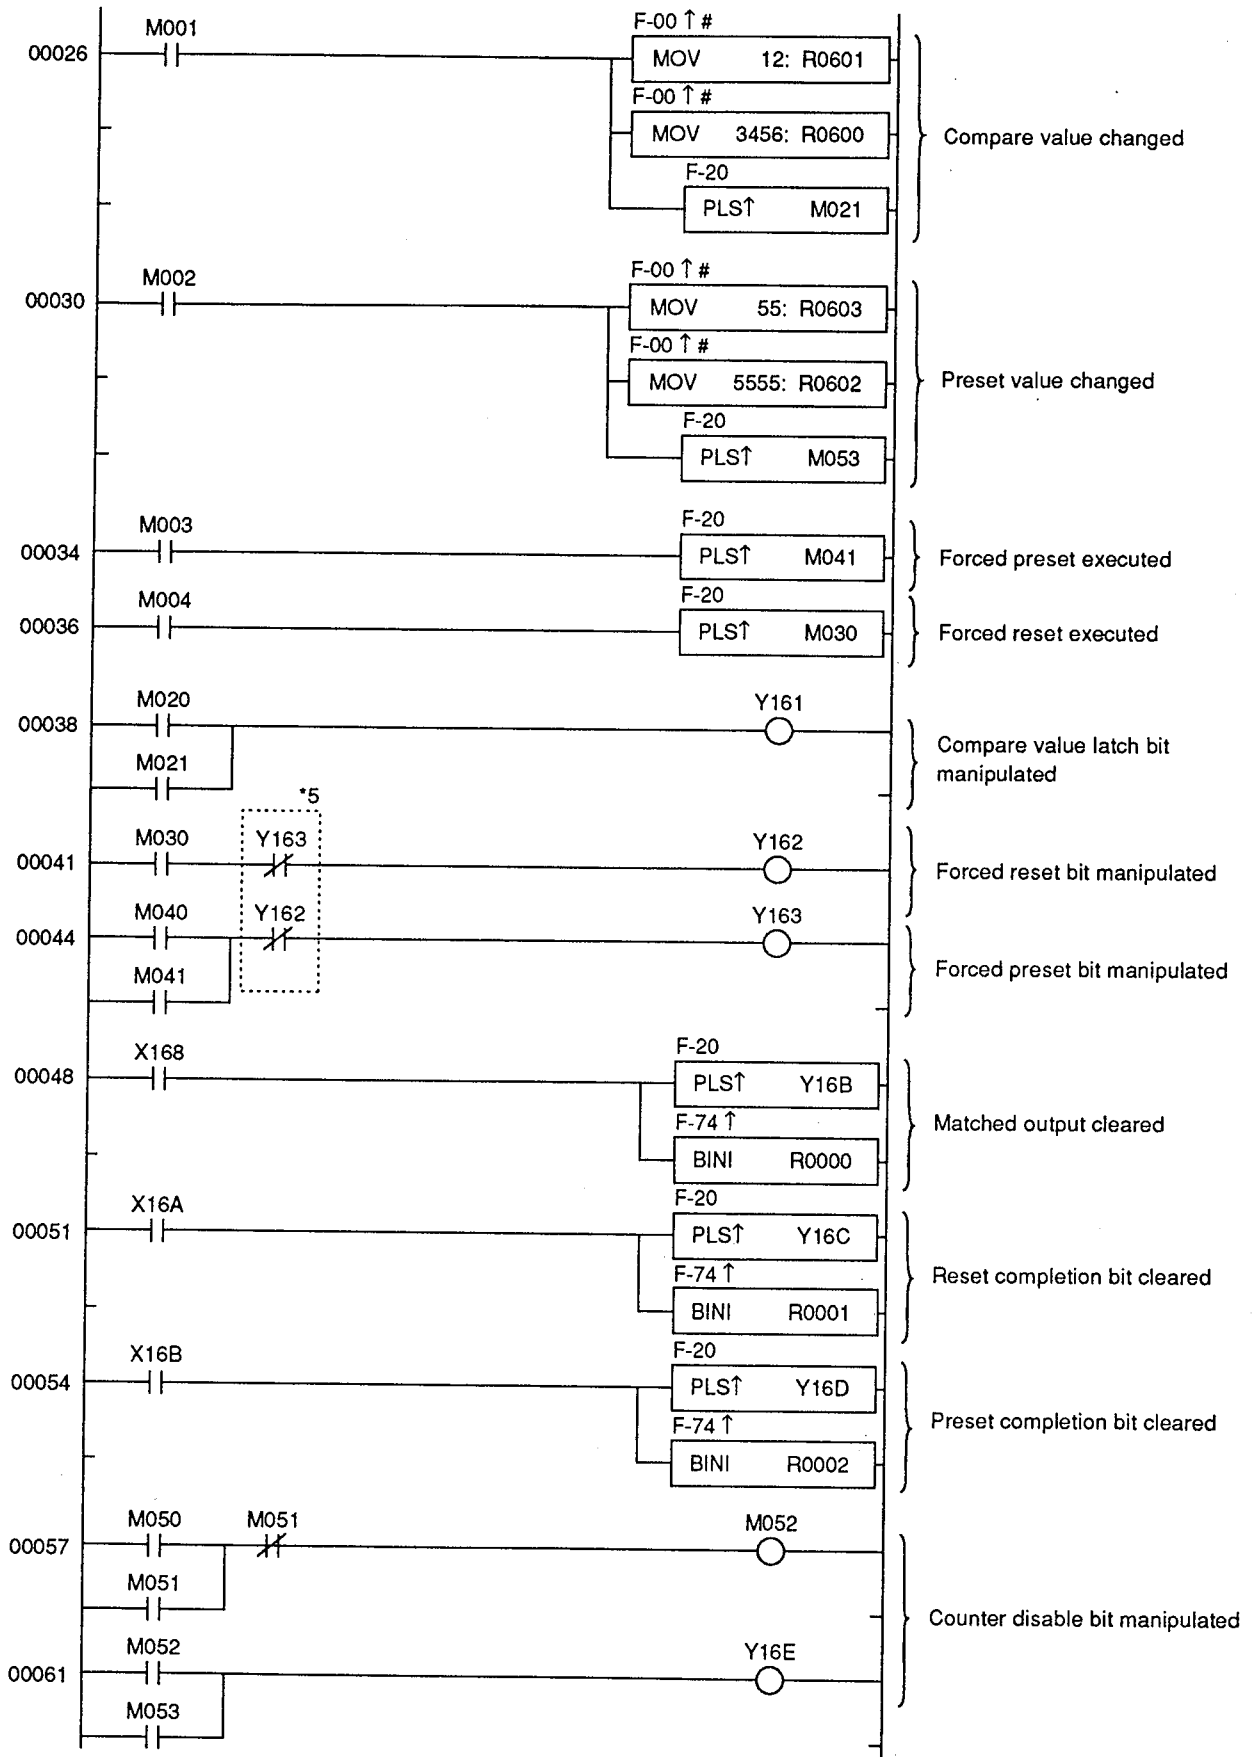 M001
F-00 ↑ #
00026
MOV 12: R0601
F-00 ↑ #
MOV 3456: R0600
Compare value changed
F-20
PLS↑ M021
M002
F-00 ↑ #
00030
MOV 55: R0603
F-00 ↑ #
MOV 5555: R0602
Preset value changed
F-20
PLS↑ M053
M003
F-20
00034
PLS↑ M041
Forced preset executed
M004
F-20
00036
PLS↑ M030
Forced reset executed
M020
Y161
00038
Compare value latch bit
manipulated
M021
*5
M030
Y163
Y162
00041
Forced reset bit manipulated
M040
Y162
Y163
00044
Forced preset bit manipulated
M041
X168
F-20
00048
PLS↑ Y16B
F-74 ↑
Matched output cleared
BINI R0000
X16A
F-20
00051
PLS↑ Y16C
F-74 ↑
Reset completion bit cleared
BINI R0001
X16B
F-20
00054
PLS↑ Y16D
F-74 ↑
Preset completion bit cleared
BINI R0002
M050
M051
M052
00057
M051
Counter disable bit manipulated
M052
Y16E
00061
M053